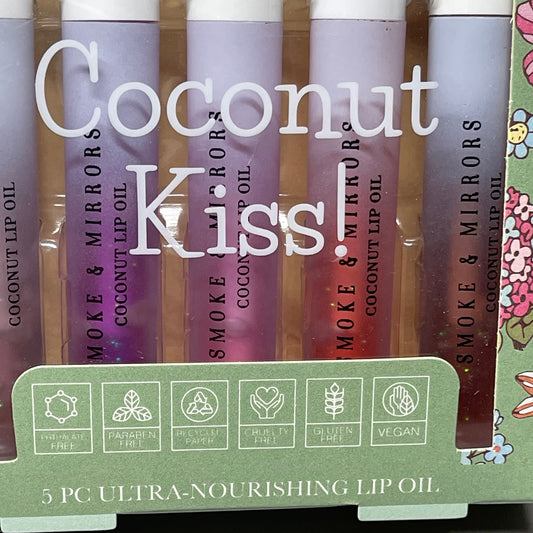 Coconut
Kiss!
COCONUT LIP OIL
SMOKE & MIRRORS
COCONUT LIP OIL
SMOKE & MIRRORS
COCONUT LIP OIL
SMOKE & MIRRORS
COCONUT LIP OIL
SMOKE & MIRRORS
COCONUT LIP OIL
PHTHALATE
FREE
PARABEN
FREE
RECYCLED
PAPER
CRUELTY
FREE
GLUTEN
FREE
VEGAN
5 PC ULTRA-NOURISHING LIP OIL